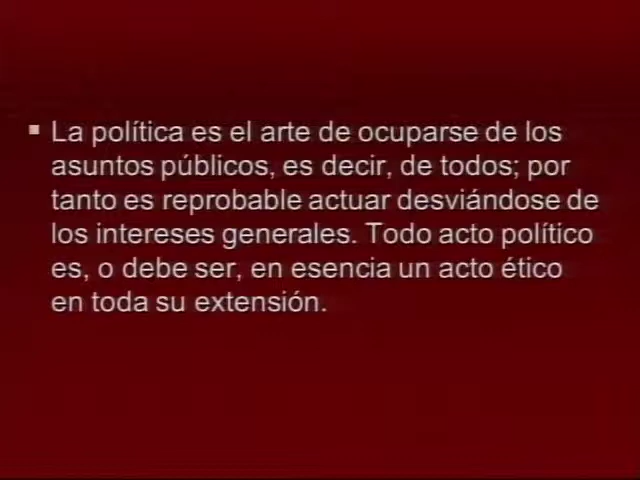 La política es el arte de ocuparse de los
asuntos públicos, es decir, de todos; por
tanto es reprobable actuar desviándose de
los intereses generales. Todo acto político
es, o debe ser, en esencia un acto ético
en toda su extensión.